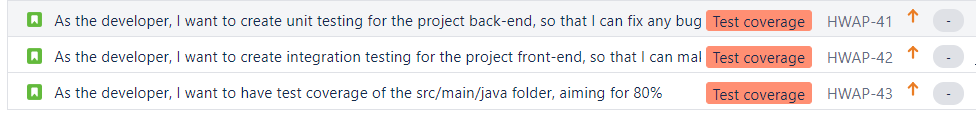 As the developer, I want to create unit testing for the project back-end, so that I can fix any bug Test coverage HWAP-41 -
As the developer, I want to create integration testing for the project front-end, so that I can mal Test coverage HWAP-42 -
As the developer, I want to have test coverage of the src/main/java folder, aiming for 80% Test coverage HWAP-43 -